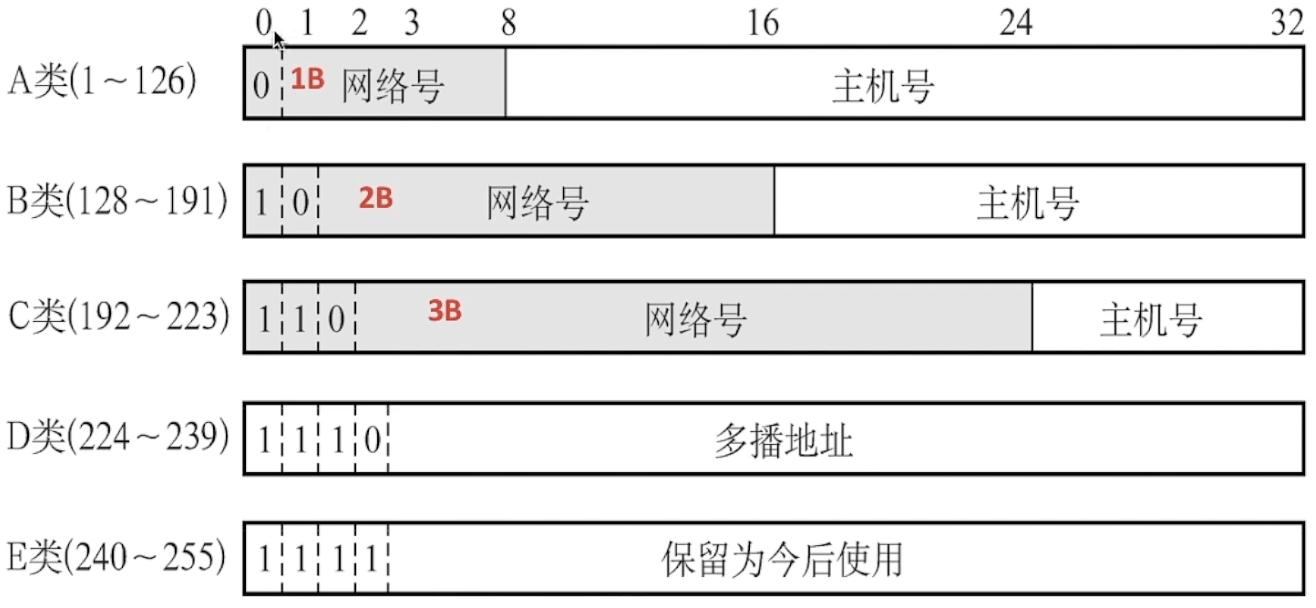 0 1 2 3 8 16 24 32
A类(1～126) 0 1B 网络号 主机号
B类(128～191) 1 0 2B 网络号 主机号
C类(192～223) 1 1 0 3B 网络号 主机号
D类(224～239) 1 1 1 0 多播地址
E类(240～255) 1 1 1 1 保留为今后使用